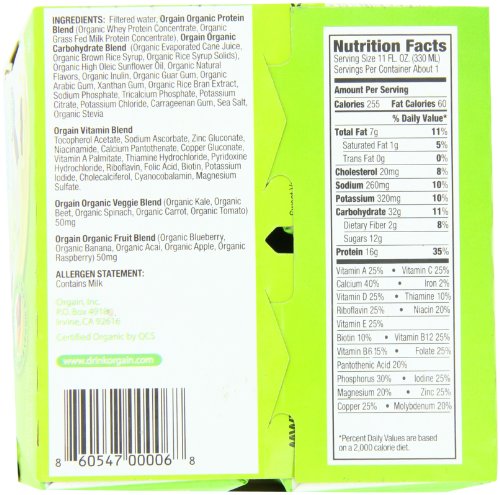 INGREDIENTS: Filtered water, Orgain Organic Protein
Blend (Organic Whey Protein Concentrate, Organic
Grass Fed Milk Protein Concentrate). Orgain Organic
Carbohydrate Blend (Organic Evaporated Cane Juice,
Organic Brown Rice Syrup, Organic Rice Syrup Solids),
Organic High Oleic Sunflower Oil, Organic Natural
Flavors, Organic Inulin, Organic Guar Gum, Organic
Arabic Gum, Xanthan Gum, Organic Rice Bran Extract,
Sodium Phosphate, Tricalcium Phosphate, Potassium
Citrate, Potassium Chloride, Carrageenan Gum, Sea Salt,
Organic Stevia
Orgain Vitamin Blend
Tocopherol Acetate, Sodium Ascorbate, Zinc Gluconate,
Niacinamide, Calcium Pantothenate, Copper Gluconate,
Vitamin A Palmitate, Thiamine Hydrochloride, Pyridoxine
Hydrochloride, Riboflavin, Folic Acid, Biotin, Potassium
Iodide, Cholecalciferol, Cyanocobalamin, Magnesium
Sulfate.
Orgain Organic Veggie Blend (Organic Kale, Organic
Beet, Organic Spinach, Organic Carrot, Organic Tomato)
50mg
Orgain Organic Fruit Blend (Organic Blueberry,
Organic Banana, Organic Acai, Organic Apple, Organic
Raspberry) 50mg
ALLERGEN STATEMENT:
Contains Milk
Orgain, Inc.
P.O. Box 4918
Irvine, CA 92616
Certified Organic by OCS
www.drinkorgain.com
8 60547 00006 8
Nutrition Facts
Serving Size 11 FL. OZ. (330 ML)
Servings Per Container About 1
Amount Per Serving
Calories 255 Fat Calories 60
% Daily Value*
Total Fat 7g 11%
Saturated Fat 1g 5%
Trans Fat 0g 0%
Cholesterol 20mg 8%
Sodium 260mg 10%
Potassium 320mg 10%
Carbohydrate 32g 11%
Dietary Fiber 2g 8%
Sugars 12g
Protein 16g 35%
Vitamin A 25% • Vitamin C 25%
Calcium 40% • Iron 2%
Vitamin D 25% • Thiamine 10%
Riboflavin 25% • Niacin 20%
Vitamin E 25%
Biotin 10% • Vitamin B12 25%
Vitamin B6 15% • Folate 25%
Pantothenic Acid 20%
Phosphorus 30% • Iodine 25%
Magnesium 20% • Zinc 25%
Copper 25% • Molybdenum 20%
*Percent Daily Values are based
on a 2,000 calorie diet.